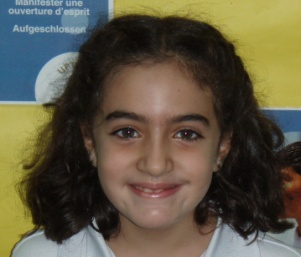 Manifester une
ouverture d'esprit
Aufgeschlossen